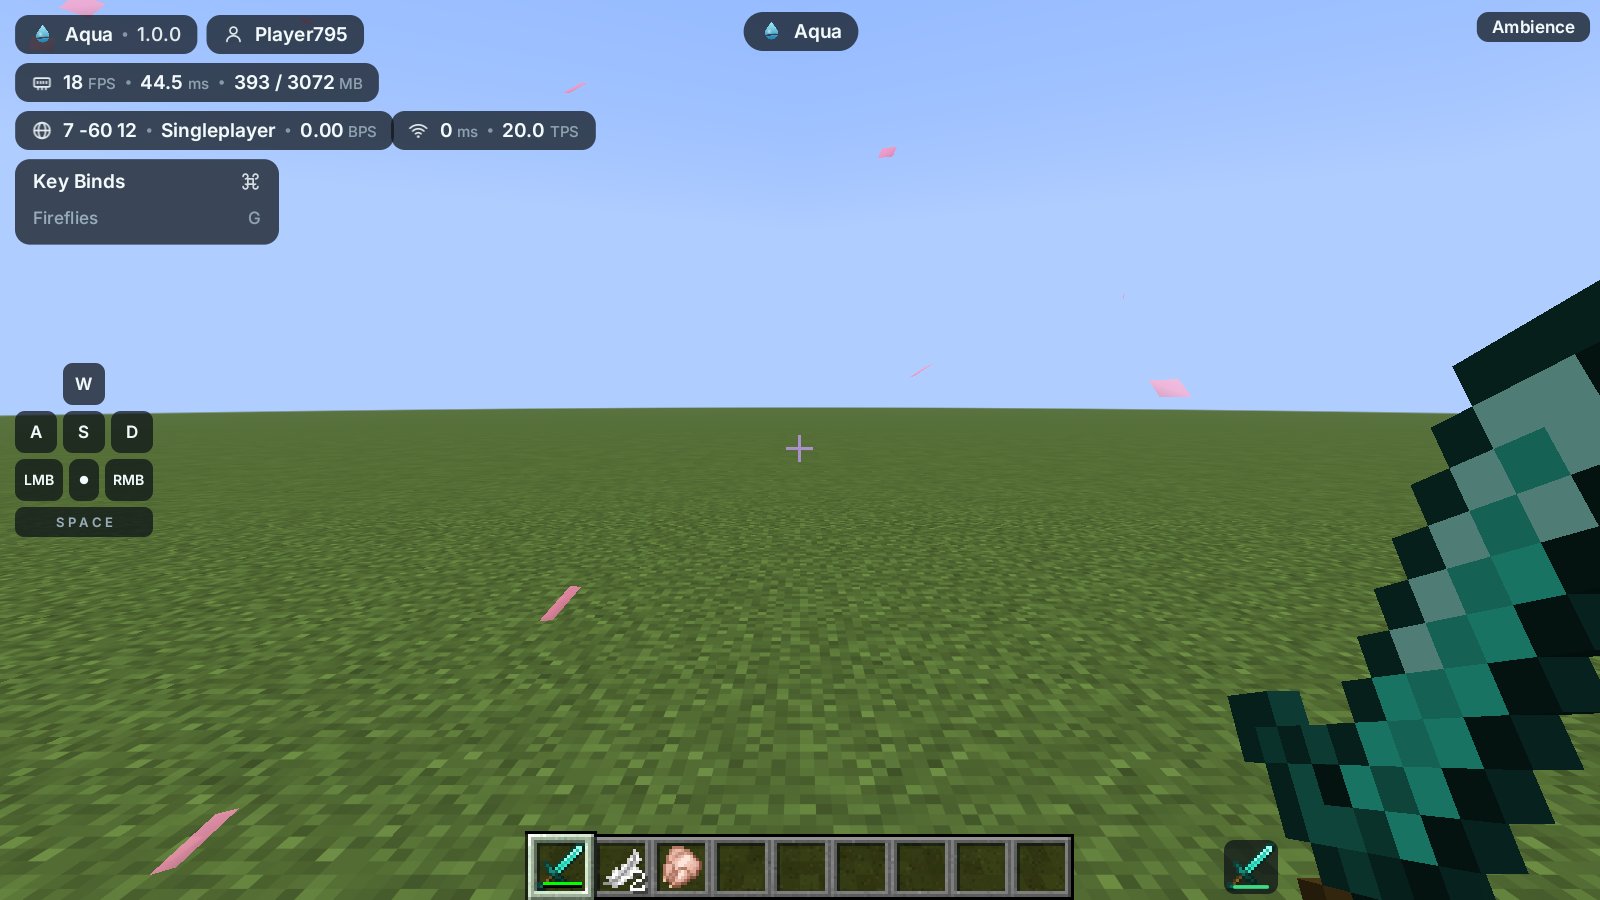 Aqua • 1.0.0
Player795
Aqua
Ambience
18 FPS • 44.5 ms • 393 / 3072 MB
7 -60 12 • Singleplayer • 0.00 BPS
0 ms • 20.0 TPS
Key Binds
Fireflies G
W
A S D
LMB RMB
SPACE
2